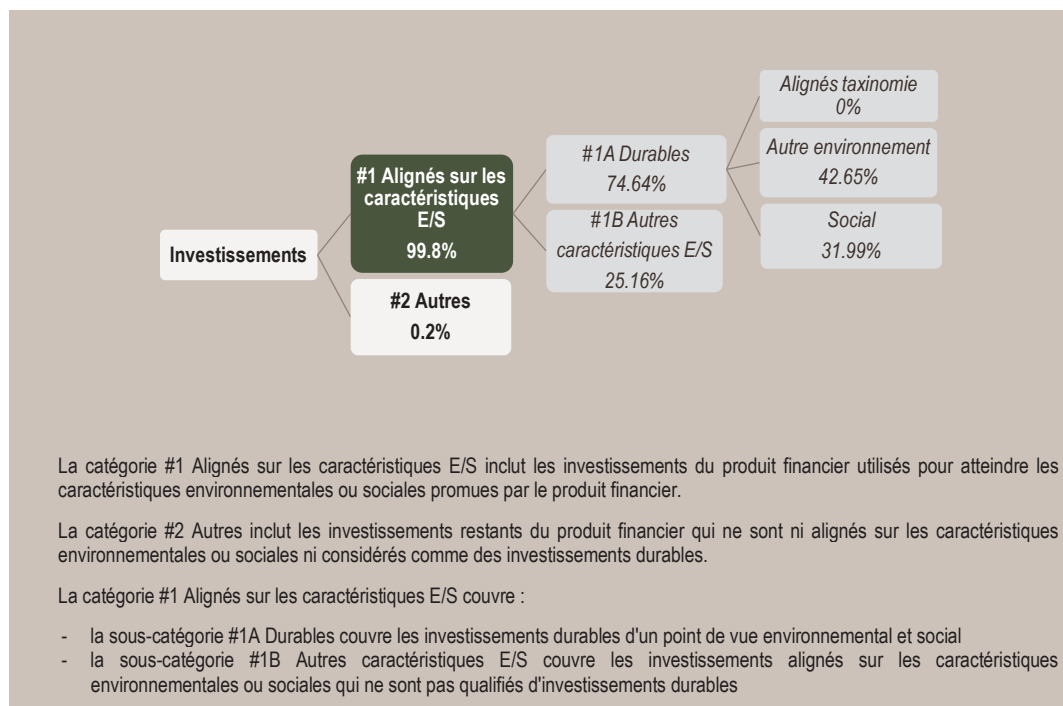 Investissements
#1 Alignés sur les
caractéristiques
E/S
99.8%
#2 Autres
0.2%
#1A Durables
74.64%
#1B Autres
caractéristiques E/S
25.16%
Alignés taxinomie
0%
Autre environnement
42.65%
Social
31.99%
La catégorie #1 Alignés sur les caractéristiques E/S inclut les investissements du produit financier utilisés pour atteindre les
caractéristiques environnementales ou sociales promues par le produit financier.
La catégorie #2 Autres inclut les investissements restants du produit financier qui ne sont ni alignés sur les caractéristiques
environnementales ou sociales ni considérés comme des investissements durables.
La catégorie #1 Alignés sur les caractéristiques E/S couvre :
- la sous-catégorie #1A Durables couvre les investissements durables d'un point de vue environnemental et social
- la sous-catégorie #1B Autres caractéristiques E/S couvre les investissements alignés sur les caractéristiques
environnementales ou sociales qui ne sont pas qualifiés d'investissements durables